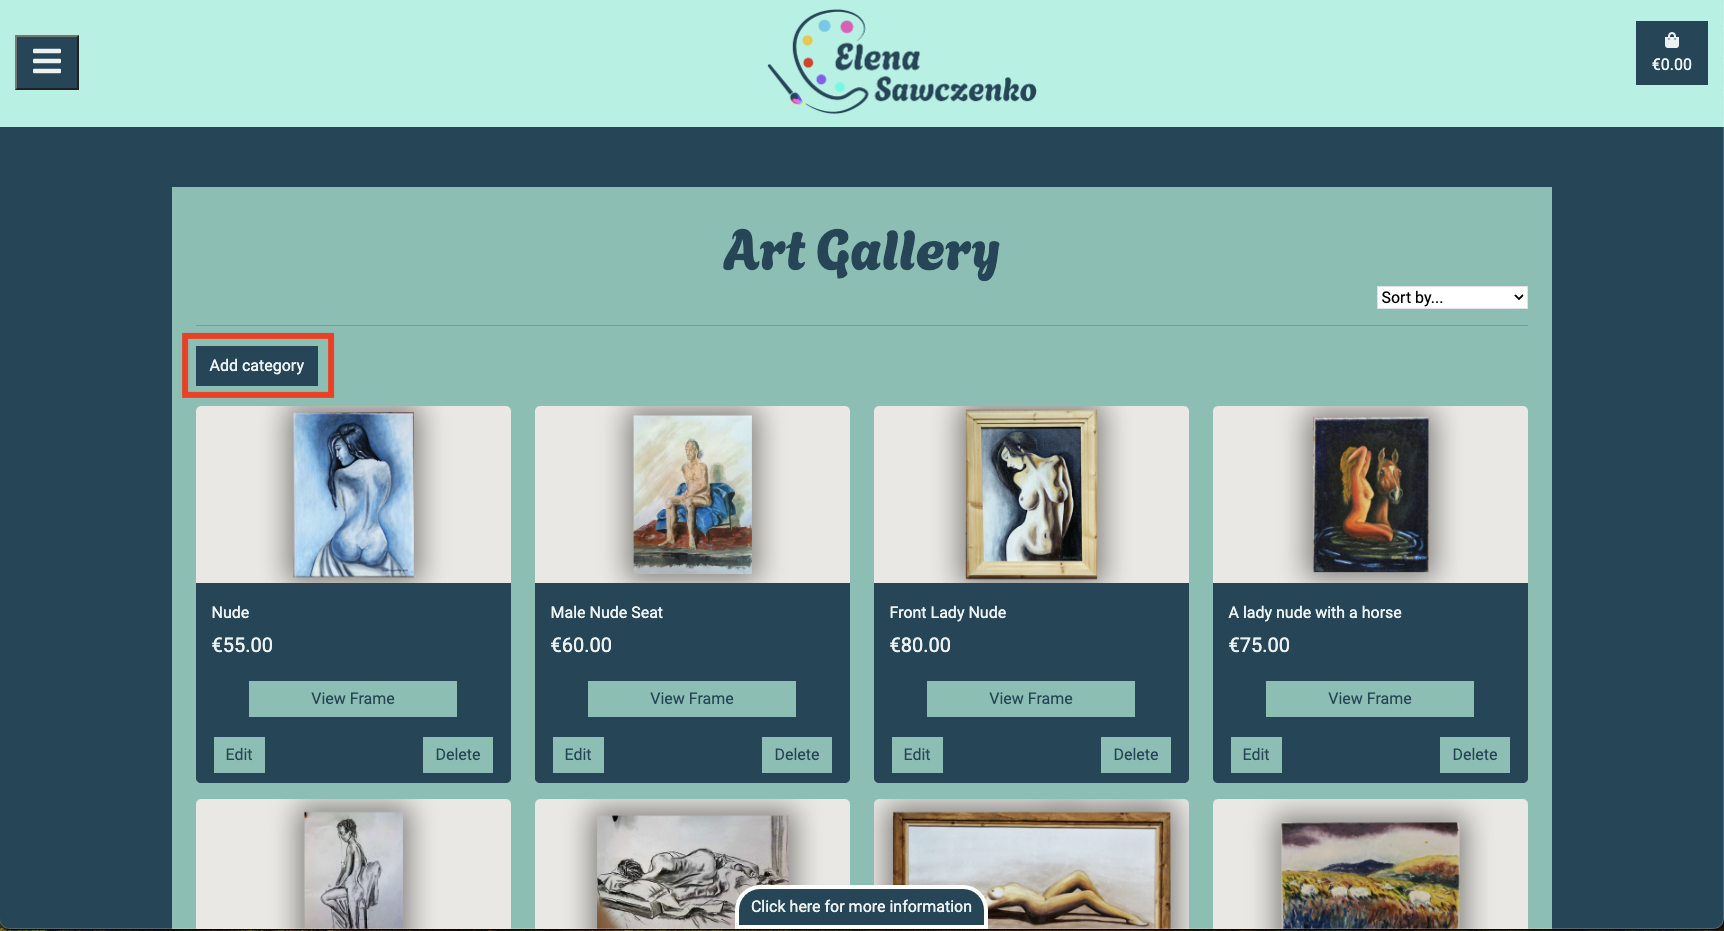 Elena
Sawczenko
€0.00
Art Gallery
Sort by...
Add category
Nude
€55.00
View Frame
Edit
Delete
Male Nude Seat
€60.00
View Frame
Edit
Delete
Front Lady Nude
€80.00
View Frame
Edit
Delete
A lady nude with a horse
€75.00
View Frame
Edit
Delete
Click here for more information